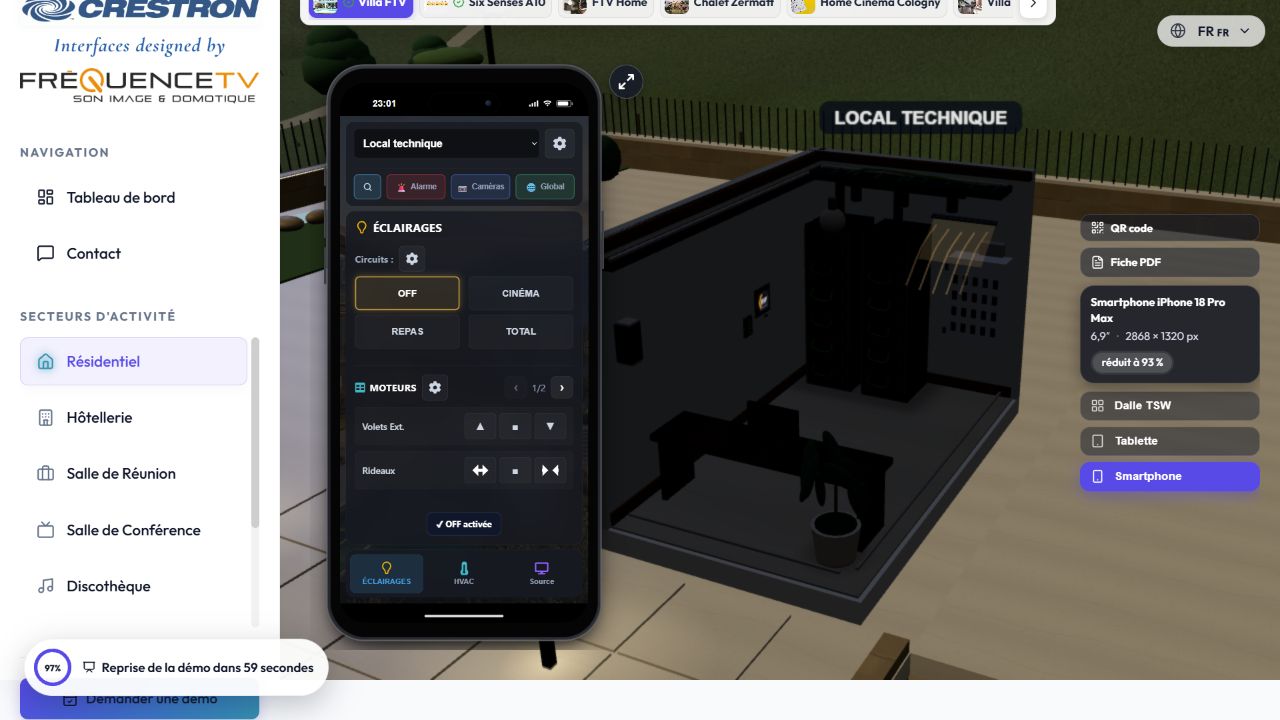 CRESTRON
Interfaces designed by
FRÉQUENCETV
SON IMAGE & DOMOTIQUE
NAVIGATION
Tableau de bord
Contact
SECTEURS D'ACTIVITÉ
Résidentiel
Hôtellerie
Salle de Réunion
Salle de Conférence
Discothèque
97%
Reprise de la démo dans 59 secondes
Demander une démo
Villa FTV
Six Senses A10
FTV Home
Chalet Zermatt
Home Cinema Cologny
Villa
FR FR
23:01
Local technique
Alarme
Caméras
Global
ÉCLAIRAGES
Circuits :
OFF
CINÉMA
REPAS
TOTAL
MOTEURS
1/2
Volets Ext.
Rideaux
✓ OFF activée
ÉCLAIRAGES
HVAC
Source
LOCAL TECHNIQUE
QR code
Fiche PDF
Smartphone iPhone 18 Pro
Max
6,9″ · 2868 × 1320 px
réduit à 93 %
Dalle TSW
Tablette
Smartphone